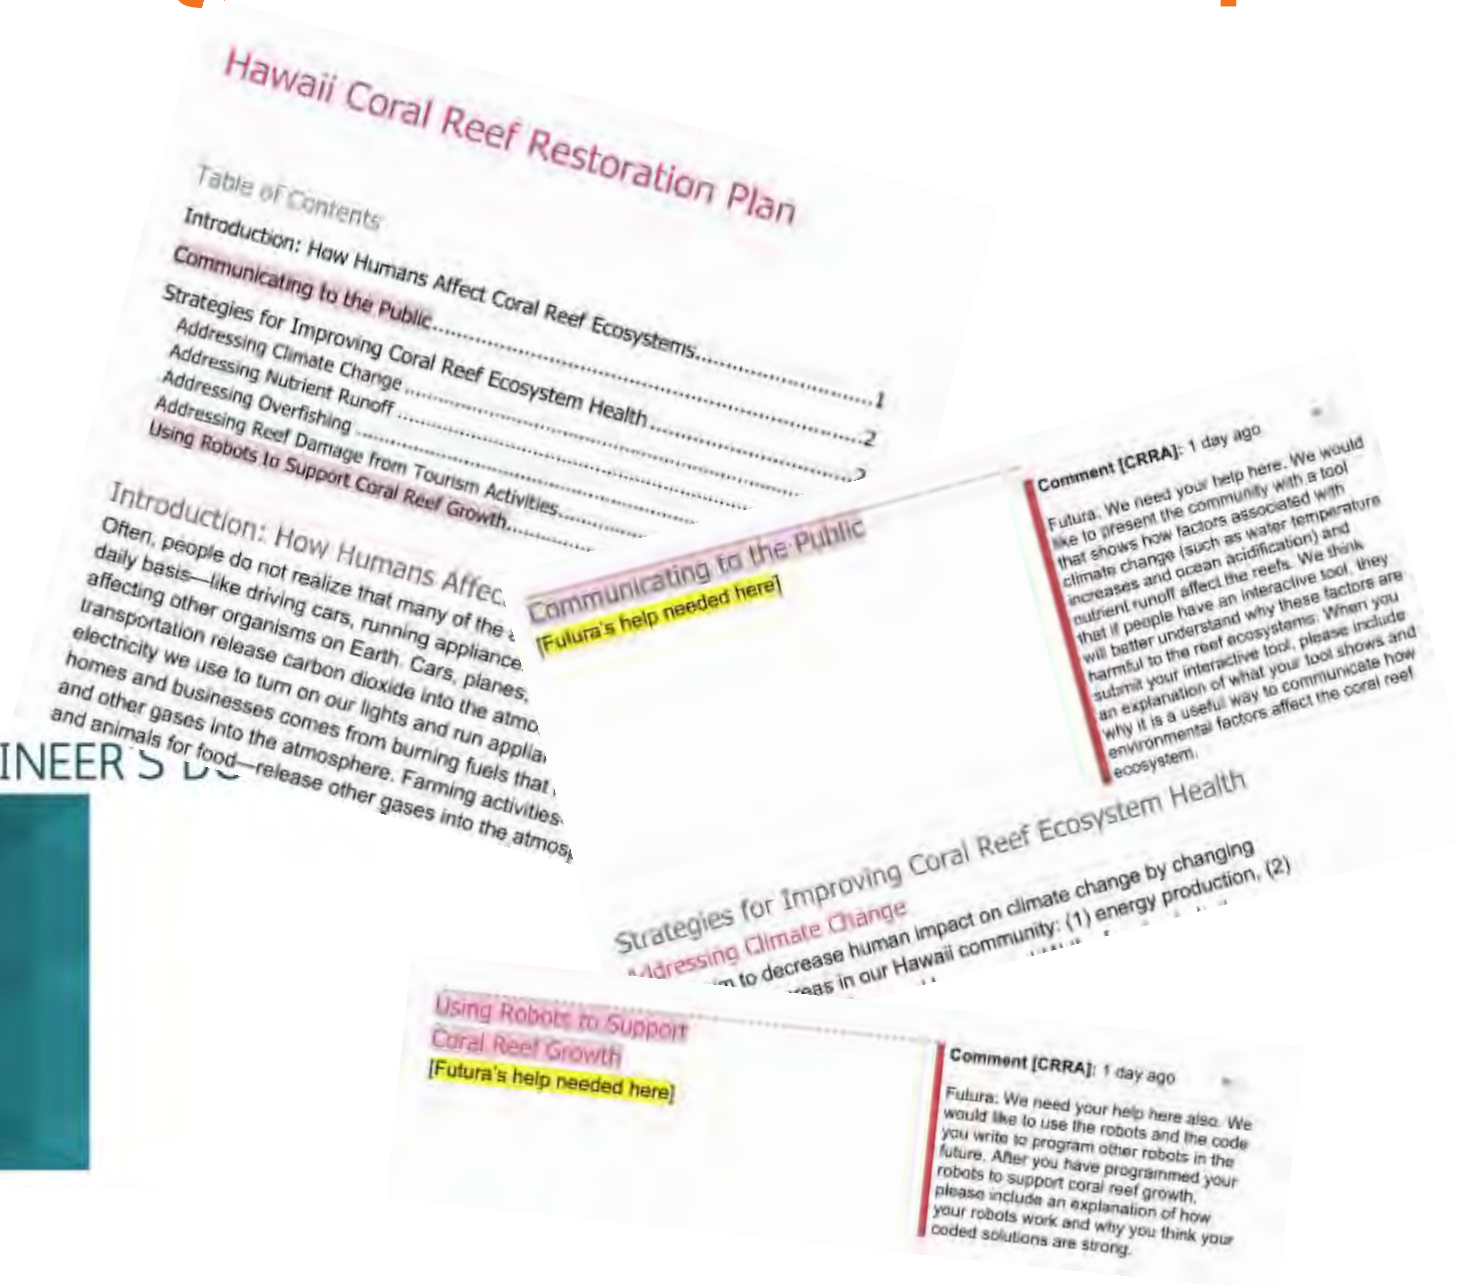 Hawaii Coral Reef Restoration Plan
Table of Contents
Introduction: How Humans Affect Coral Reef Ecosystems..........1
Communicating to the Public..........2
Strategies for Improving Coral Reef Ecosystem Health..........2
Addressing Climate Change..........
Addressing Nutrient Runoff..........
Addressing Overfishing..........
Addressing Reef Damage from Tourism Activities..........
Using Robots to Support Coral Reef Growth..........
Introduction: How Humans Affec
Often, people do not realize that many of the
daily basis—like driving cars, running appliance
affecting other organisms on Earth. Cars, planes,
transportation release carbon dioxide into the atmo
electricity we use to turn on our lights and run applia
homes and businesses comes from burning fuels that
and other gases into the atmosphere. Farming activities
and animals for food—release other gases into the atmosp
INEER'S
Communicating to the Public
[Futura's help needed here]
Comment [CRRA]: 1 day ago
Futura: We need your help here. We would
like to present the community with a tool
that shows how factors associated with
climate change (such as water temperature
increases and ocean acidification) and
nutrient runoff affect the reefs. We think
that if people have an interactive tool, they
will better understand why these factors are
harmful to the reef ecosystems. When you
submit your interactive tool, please include
an explanation of what your tool shows and
why it is a useful way to communicate how
environmental factors affect the coral reef
ecosystem.
Strategies for Improving Coral Reef Ecosystem Health
Addressing Climate Change
to decrease human impact on climate change by changing
reas in our Hawaii community: (1) energy production, (2)
Using Robots to Support
Coral Reef Growth
[Futura's help needed here]
Comment [CRRA]: 1 day ago
Futura: We need your help here also. We
would like to use the robots and the code
you write to program other robots in the
future. After you have programmed your
robots to support coral reef growth,
please include an explanation of how
your robots work and why you think your
coded solutions are strong.